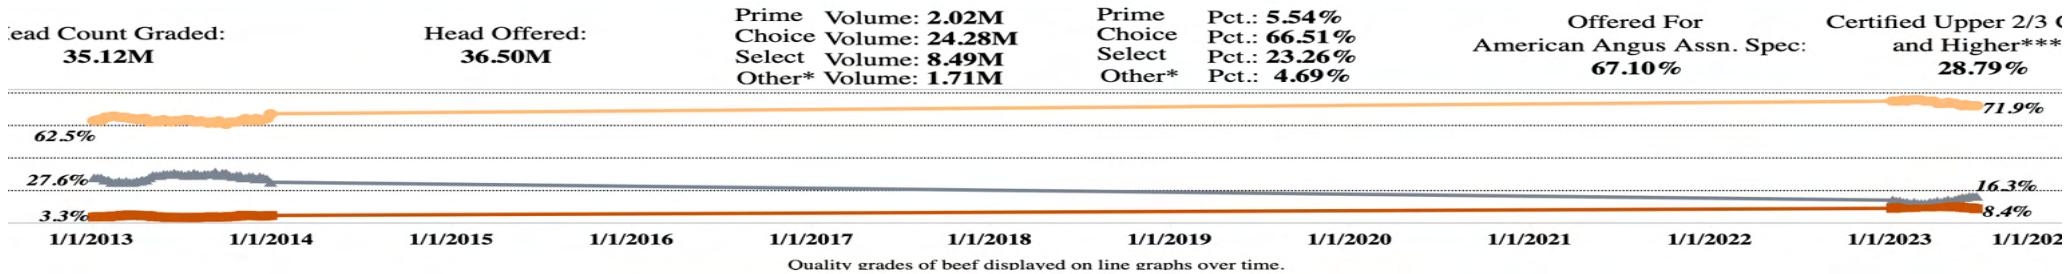 ead Count Graded:
35.12M
Head Offered:
36.50M
Prime Volume: 2.02M
Choice Volume: 24.28M
Select Volume: 8.49M
Other* Volume: 1.71M
Prime Pct.: 5.54%
Choice Pct.: 66.51%
Select Pct.: 23.26%
Other* Pct.: 4.69%
Offered For
American Angus Assn. Spec:
67.10%
Certified Upper 2/3 C
and Higher***
28.79%
62.5%
71.9%
27.6%
16.3%
3.3%
8.4%
1/1/2013 1/1/2014 1/1/2015 1/1/2016 1/1/2017 1/1/2018 1/1/2019 1/1/2020 1/1/2021 1/1/2022 1/1/2023 1/1/202
Quality grades of beef displayed on line graphs over time.